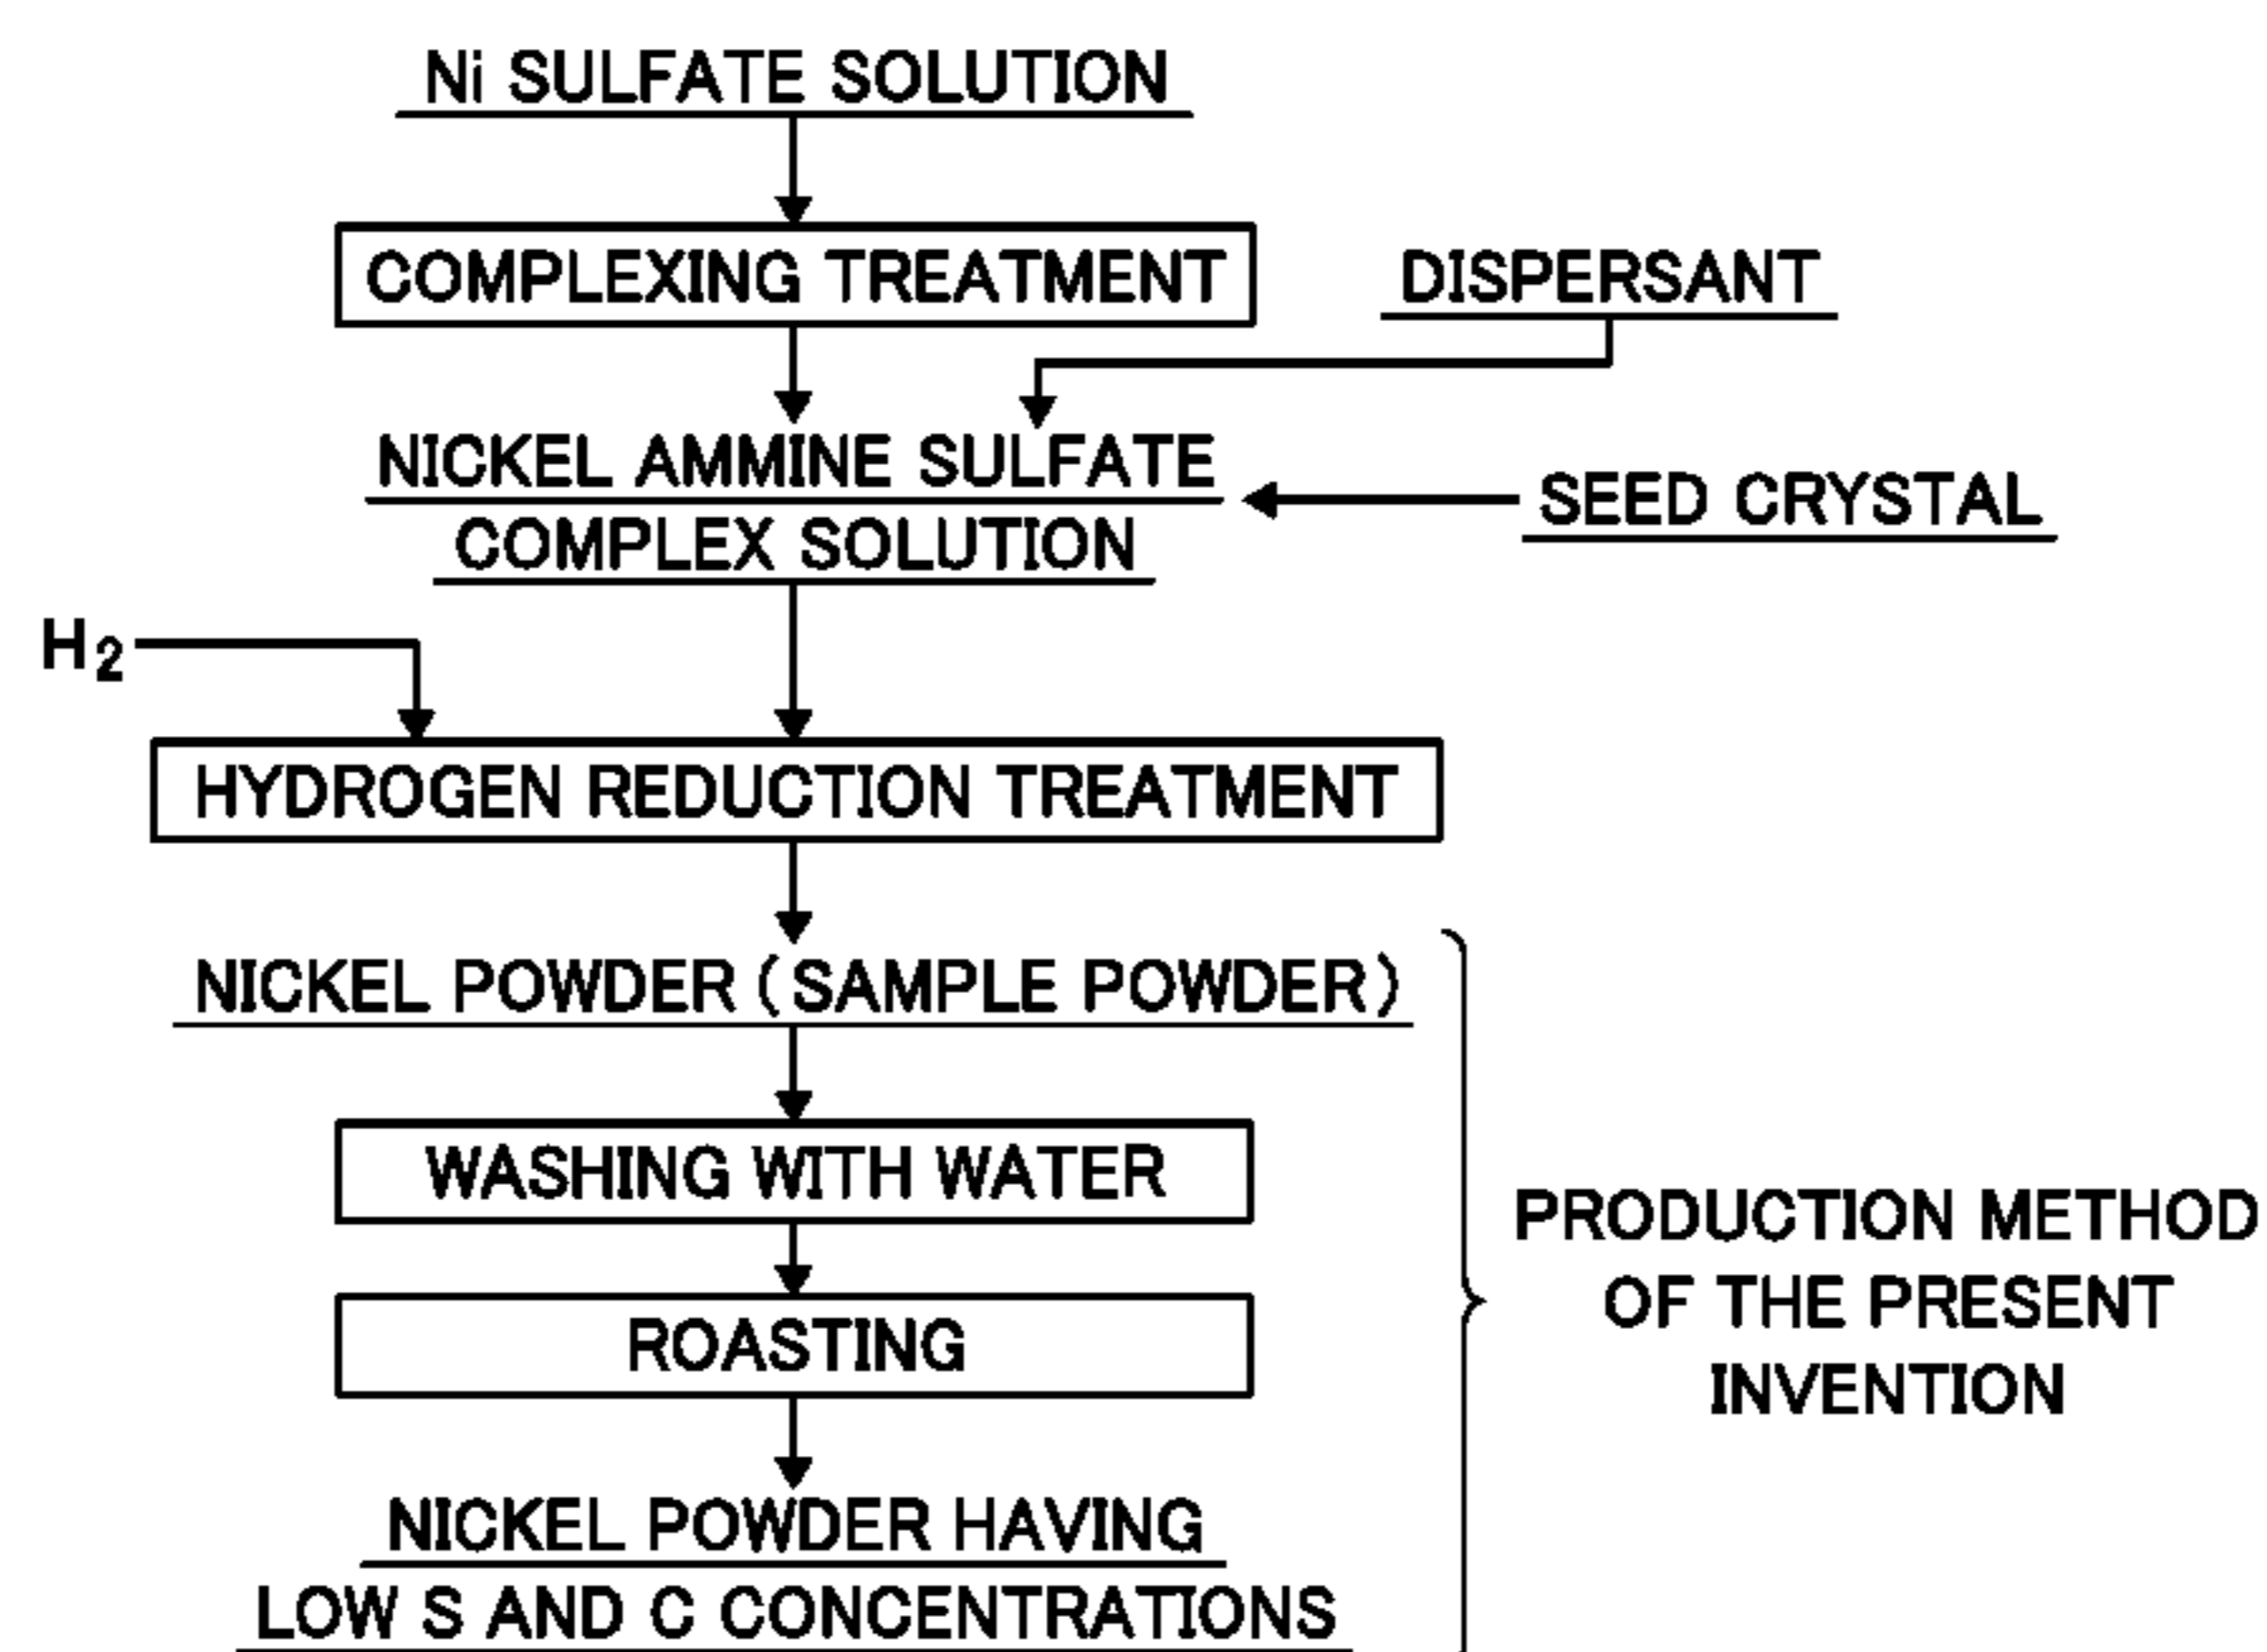 Ni SULFATE SOLUTION
COMPLEXING TREATMENT
DISPERSANT
NICKEL AMMINE SULFATE
COMPLEX SOLUTION
SEED CRYSTAL
H₂
HYDROGEN REDUCTION TREATMENT
NICKEL POWDER (SAMPLE POWDER)
WASHING WITH WATER
ROASTING
NICKEL POWDER HAVING
LOW S AND C CONCENTRATIONS
PRODUCTION METHOD
OF THE PRESENT
INVENTION